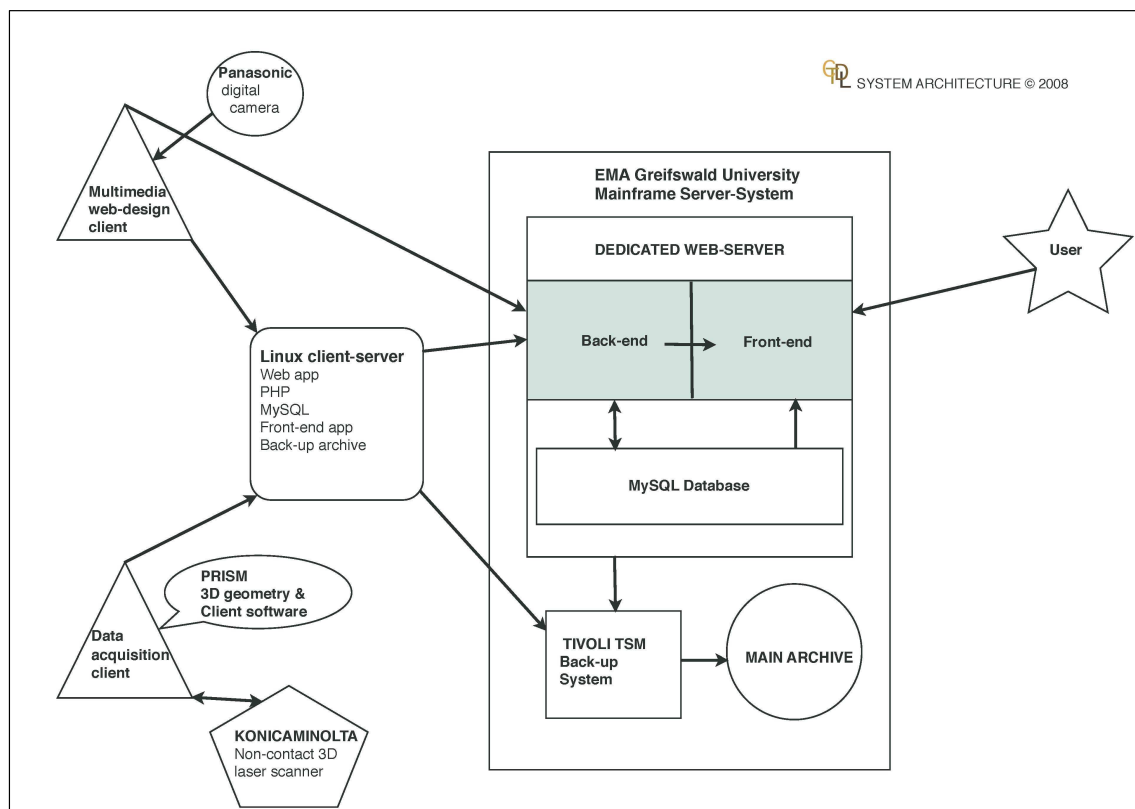 Panasonic
digital
camera
GTDL SYSTEM ARCHITECTURE © 2008
Multimedia
web-design
client
EMA Greifswald University
Mainframe Server-System
DEDICATED WEB-SERVER
User
Back-end
Front-end
Linux client-server
Web app
PHP
MySQL
Front-end app
Back-up archive
MySQL Database
PRISM
3D geometry &
Client software
Data
acquisition
client
TIVOLI TSM
Back-up
System
MAIN ARCHIVE
KONICAMINOLTA
Non-contact 3D
laser scanner